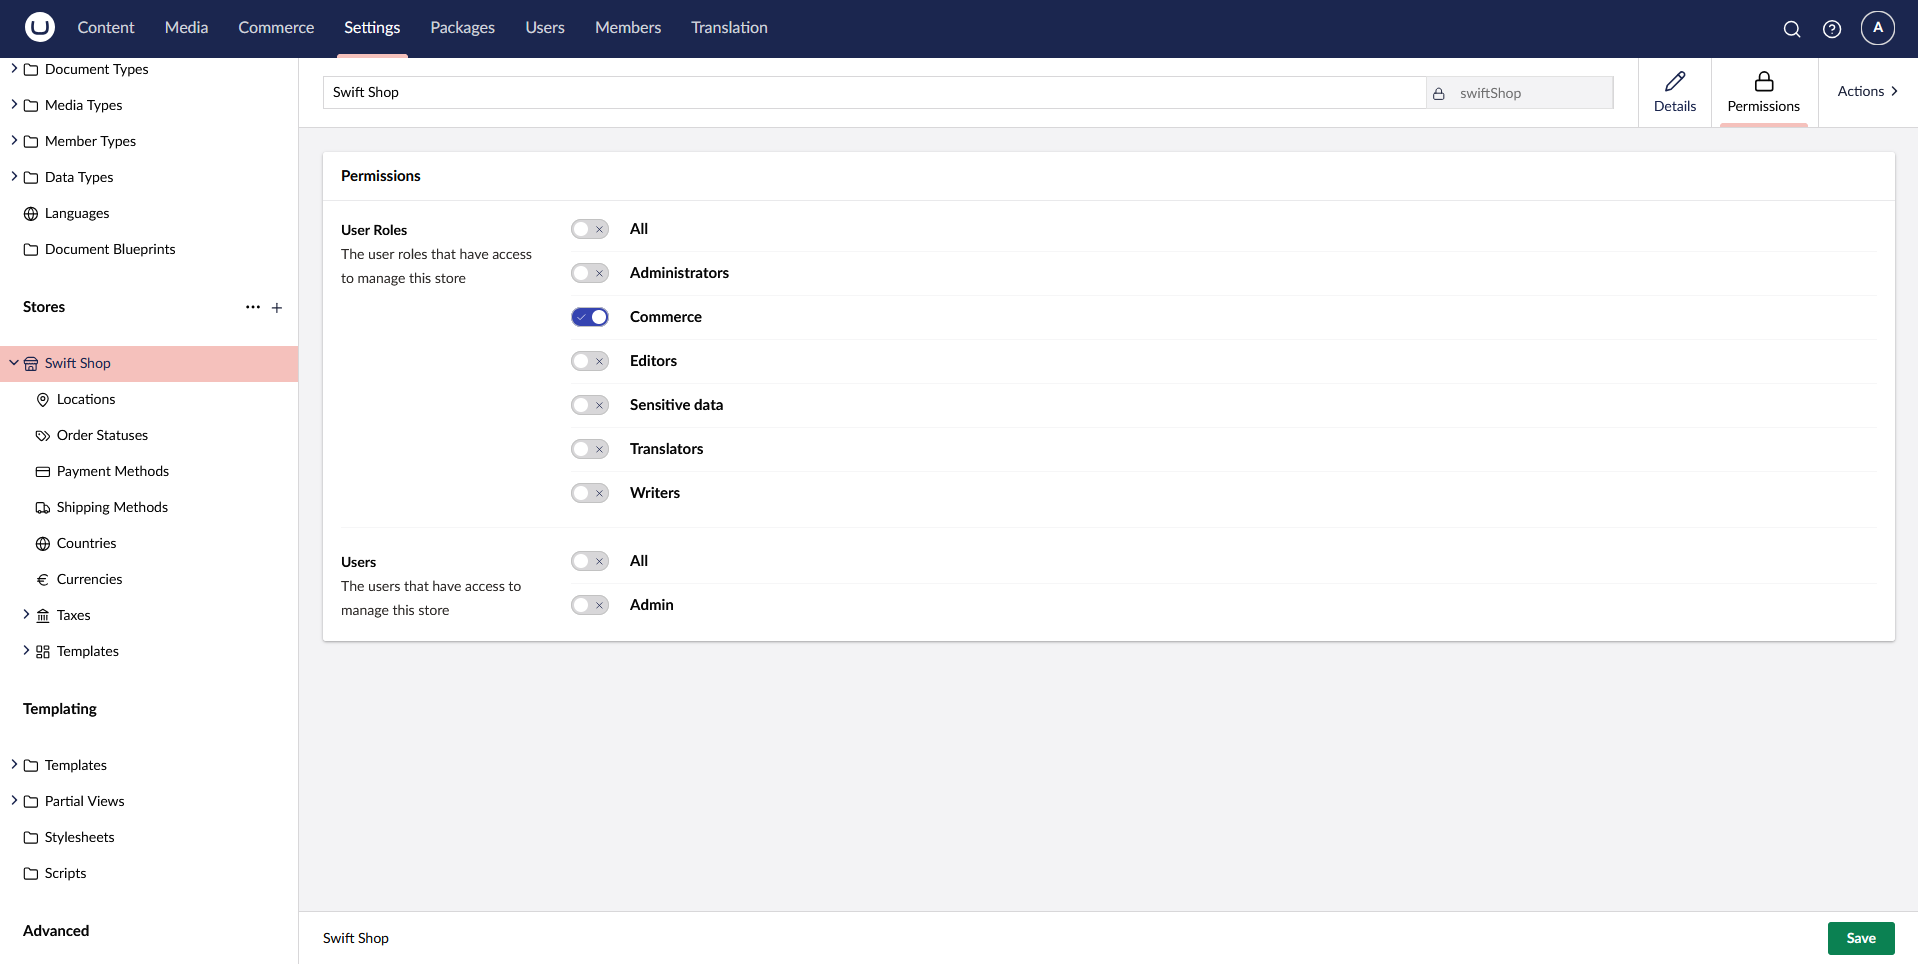 Content Media Commerce Settings Packages Users Members Translation A
Document Types
Media Types
Member Types
Data Types
Languages
Document Blueprints
Stores
Swift Shop
Locations
Order Statuses
Payment Methods
Shipping Methods
Countries
Currencies
Taxes
Templates
Templating
Templates
Partial Views
Stylesheets
Scripts
Advanced
Swift Shop swiftShop
Details
Permissions
Actions
Permissions
User Roles
The user roles that have access
to manage this store
All
Administrators
Commerce
Editors
Sensitive data
Translators
Writers
Users
The users that have access to
manage this store
All
Admin
Swift Shop
Save